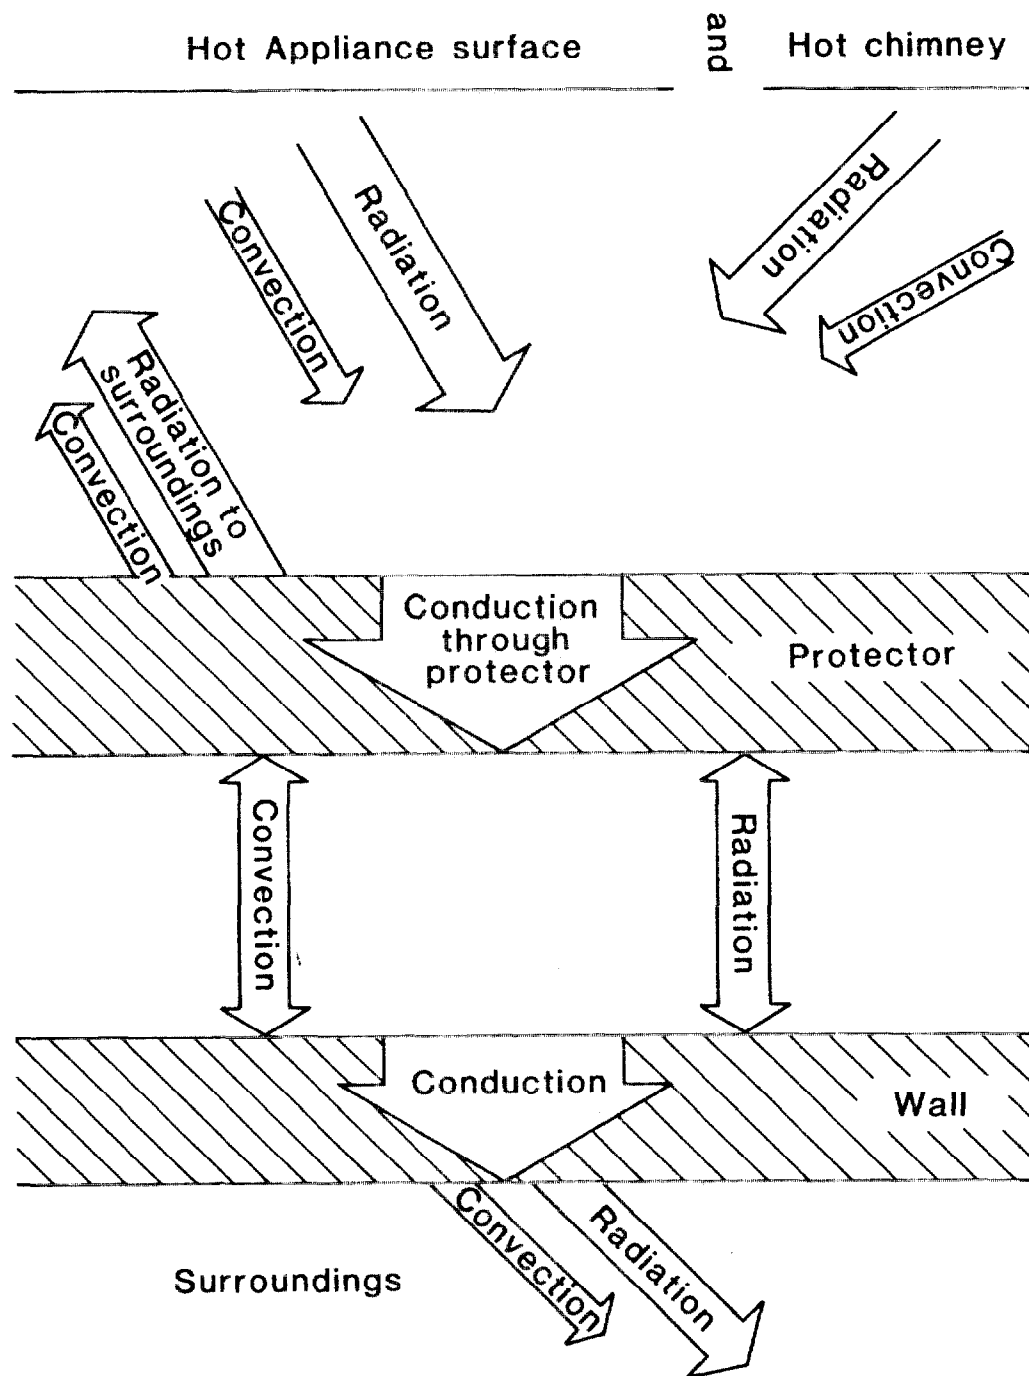 Hot Appliance surface
and
Hot chimney
Radiation
Convection
Radiation
Convection
Radiation to
surroundings
Convection
Conduction
through
protector
Protector
Convection
Radiation
Conduction
Wall
Convection
Radiation
Surroundings